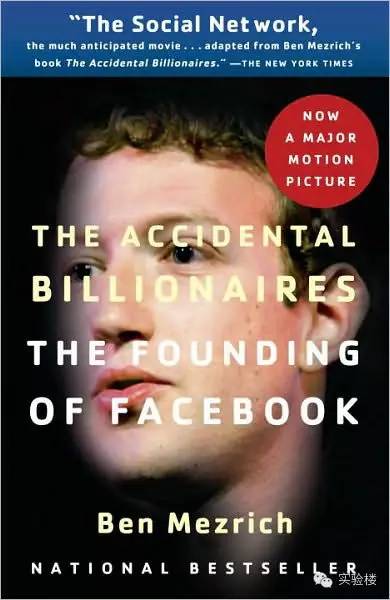 "The Social Network,
the much anticipated movie . . . adapted from Ben Mezrich's
book The Accidental Billionaires." —THE NEW YORK TIMES
NOW
A MAJOR
MOTION
PICTURE
THE ACCIDENTAL
BILLIONAIRES
THE FOUNDING
OF FACEBOOK
Ben Mezrich
NATIONAL BESTSELLER
实验楼